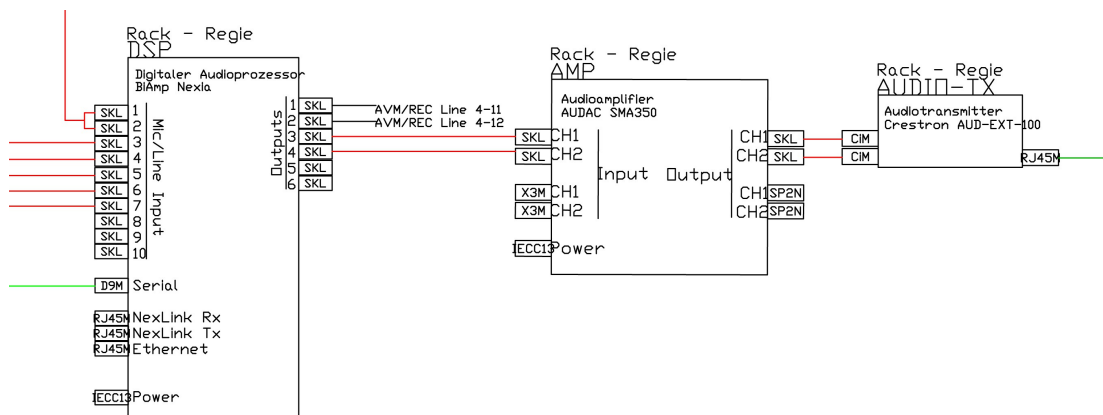 Rack - Regie
DSP
Digitaler Audioprozessor
BiAmp Nexia
SKL 1
SKL 2
SKL 3
SKL 4
SKL 5
SKL 6
SKL 7
SKL 8
SKL 9
SKL 10
Mic/Line Input
D9M Serial
RJ45M NexLink Rx
RJ45M NexLink Tx
RJ45M Ethernet
IECC13 Power
Outputs
1 SKL
2 SKL
3 SKL
4 SKL
5 SKL
6 SKL
AVM/REC Line 4-11
AVM/REC Line 4-12
Rack - Regie
AMP
Audioamplifier
AUDAC SMA350
SKL CH1
SKL CH2
X3M CH1
X3M CH2
IECC13 Power
Input
Output
CH1 SKL
CH2 SKL
CH1 SP2N
CH2 SP2N
Rack - Regie
AUDIO-TX
Audiotransmitter
Crestron AUD-EXT-100
CIM
CIM
RJ45M